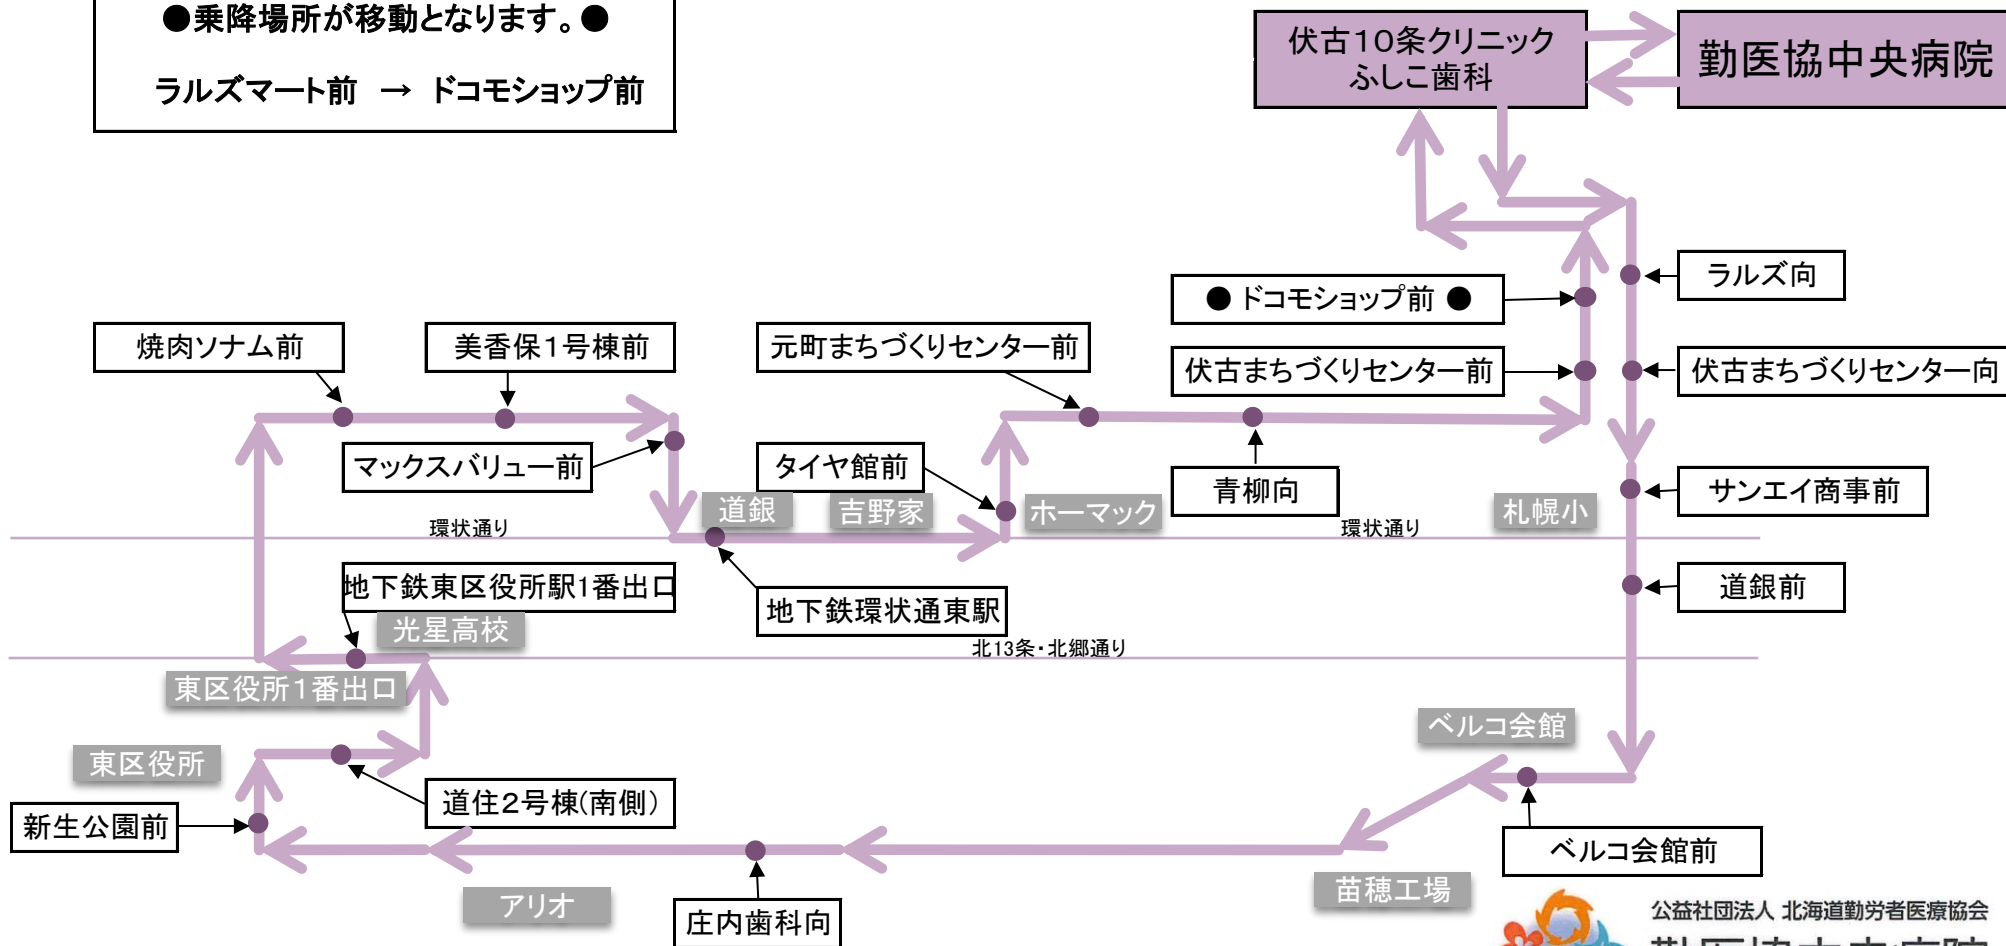 ●乗降場所が移動となります。●
ラルズマート前 → ドコモショップ前
伏古10条クリニック
ふしこ歯科
勤医協中央病院
ラルズ向
● ドコモショップ前 ●
焼肉ソナム前
美香保1号棟前
元町まちづくりセンター前
伏古まちづくりセンター前
伏古まちづくりセンター向
マックスバリュー前
タイヤ館前
青柳向
サンエイ商事前
道銀
吉野家
ホーマック
札幌小
環状通り
環状通り
地下鉄東区役所駅1番出口
地下鉄環状通東駅
道銀前
光星高校
北13条・北郷通り
東区役所1番出口
ベルコ会館
東区役所
道住2号棟(南側)
新生公園前
ベルコ会館前
苗穂工場
アリオ
庄内歯科向
公益社団法人 北海道勤労者医療協会
勤医協中央病院